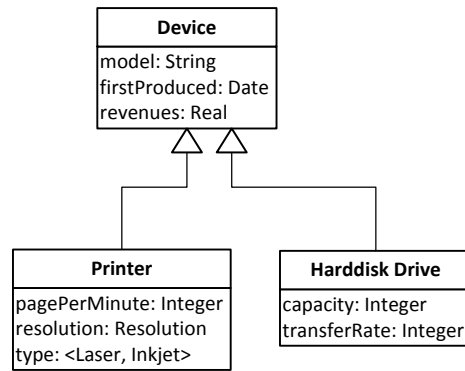 Device
model: String
firstProduced: Date
revenues: Real
Printer
pagePerMinute: Integer
resolution: Resolution
type: <Laser, Inkjet>
Harddisk Drive
capacity: Integer
transferRate: Integer